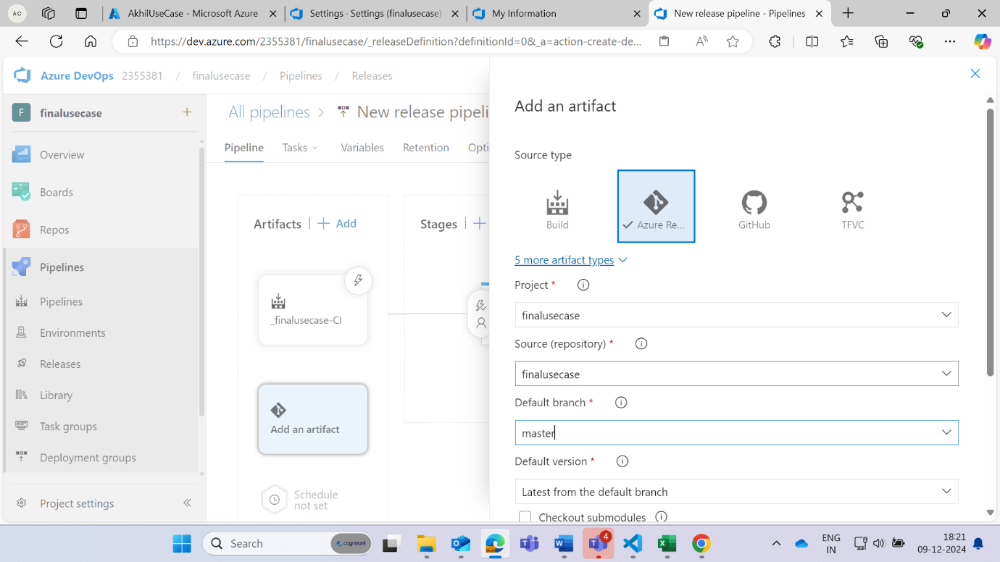 A C
AkhilUseCase - Microsoft Azure
Settings · Settings (finalusecase)
My Information
New release pipeline - Pipelines
https://dev.azure.com/2355381/finalusecase/_releaseDefinition?definitionId=0&_a=action-create-de...
Azure DevOps 2355381 / finalusecase / Pipelines / Releases
F finalusecase
Overview
Boards
Repos
Pipelines
Pipelines
Environments
Releases
Library
Task groups
Deployment groups
Project settings
All pipelines > New release pipeli
Pipeline Tasks Variables Retention Opti
Artifacts | + Add
Stages | +
_finalusecase-CI
Add an artifact
Schedule
not set
Add an artifact
Source type
Build
Azure Re...
GitHub
TFVC
5 more artifact types
Project *
finalusecase
Source (repository) *
finalusecase
Default branch *
master
Default version *
Latest from the default branch
Checkout submodules
Search
cognizant
4
ENG
IN
18:21
09-12-2024